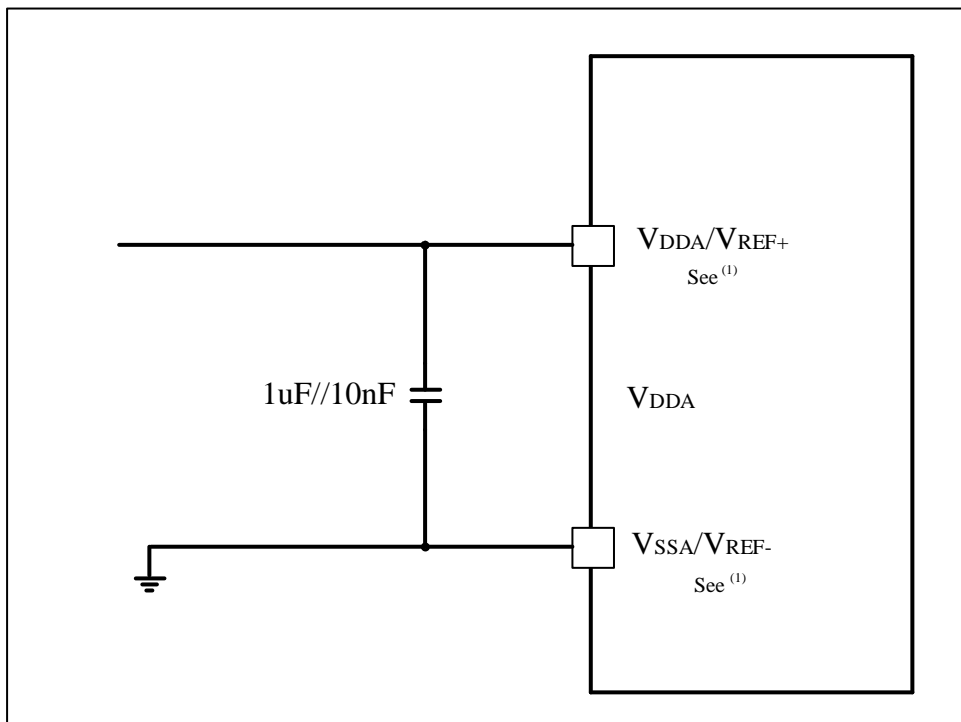 VDDA/VREF+
See (1)
1uF//10nF
VDDA
VSSA/VREF-
See (1)